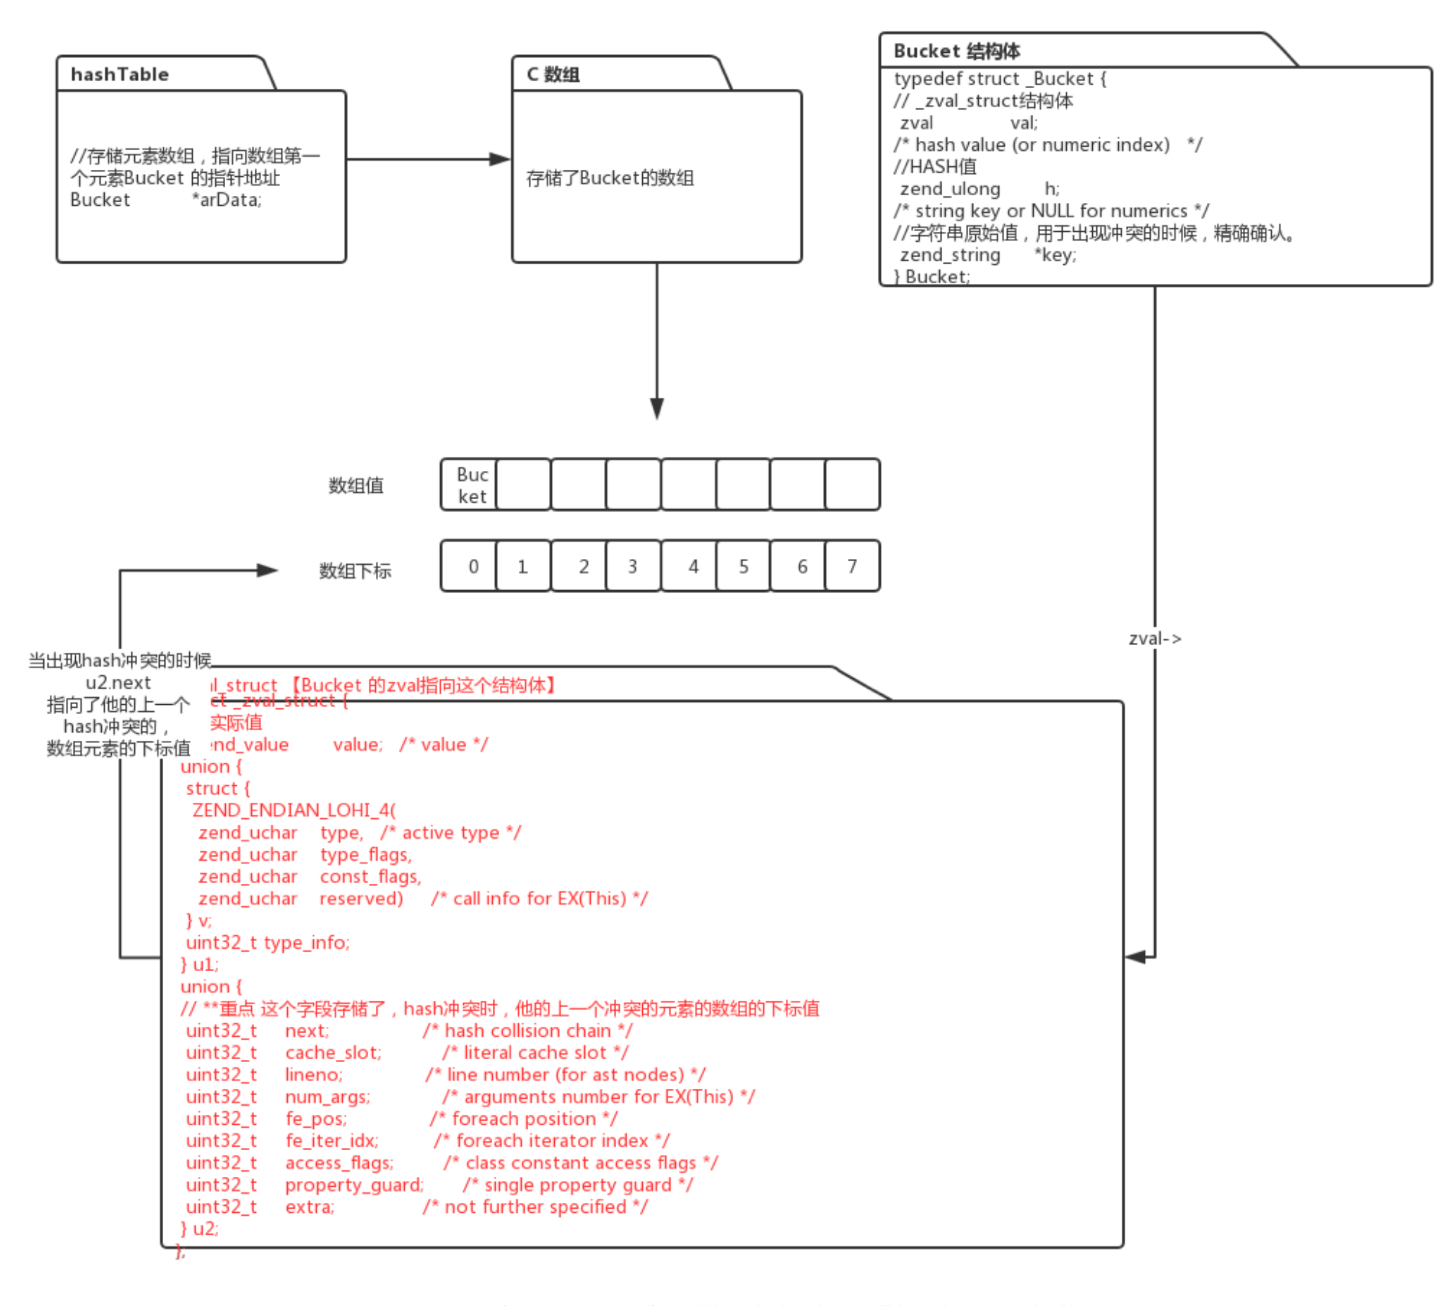 hashTable
//存储元素数组，指向数组第一
个元素Bucket 的指针地址
Bucket *arData;
C 数组
存储了Bucket的数组
Bucket 结构体
typedef struct _Bucket {
// _zval_struct结构体
zval val;
/* hash value (or numeric index) */
//HASH值
zend_ulong h;
/* string key or NULL for numerics */
//字符串原始值，用于出现冲突的时候，精确确认。
zend_string *key;
} Bucket;
数组值
Buc
ket
数组下标
0 1 2 3 4 5 6 7
zval->
当出现hash冲突的时候
u2.next
指向了他的上一个
hash冲突的，
数组元素的下标值
l_struct 【Bucket 的zval指向这个结构体】
ct _zval_struct {
实际值
end_value value; /* value */
union {
struct {
ZEND_ENDIAN_LOHI_4(
zend_uchar type, /* active type */
zend_uchar type_flags,
zend_uchar const_flags,
zend_uchar reserved) /* call info for EX(This) */
} v;
uint32_t type_info;
} u1;
union {
// **重点 这个字段存储了，hash冲突时，他的上一个冲突的元素的数组的下标值
uint32_t next; /* hash collision chain */
uint32_t cache_slot; /* literal cache slot */
uint32_t lineno; /* line number (for ast nodes) */
uint32_t num_args; /* arguments number for EX(This) */
uint32_t fe_pos; /* foreach position */
uint32_t fe_iter_idx; /* foreach iterator index */
uint32_t access_flags; /* class constant access flags */
uint32_t property_guard; /* single property guard */
uint32_t extra; /* not further specified */
} u2;
};